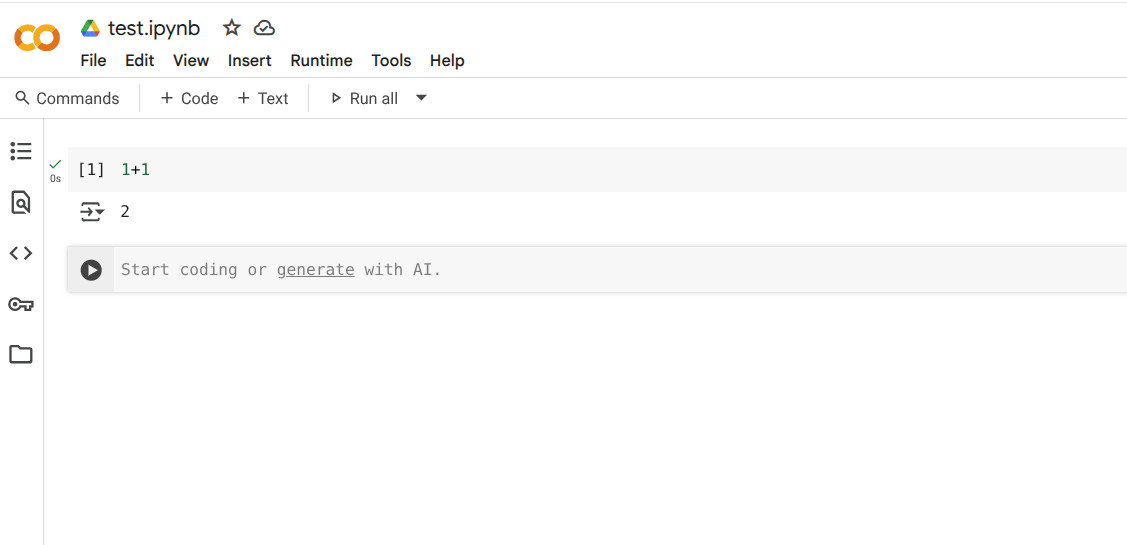 test.ipynb
File Edit View Insert Runtime Tools Help
Commands + Code + Text Run all
[1] 1+1
0s
2
Start coding or generate with AI.